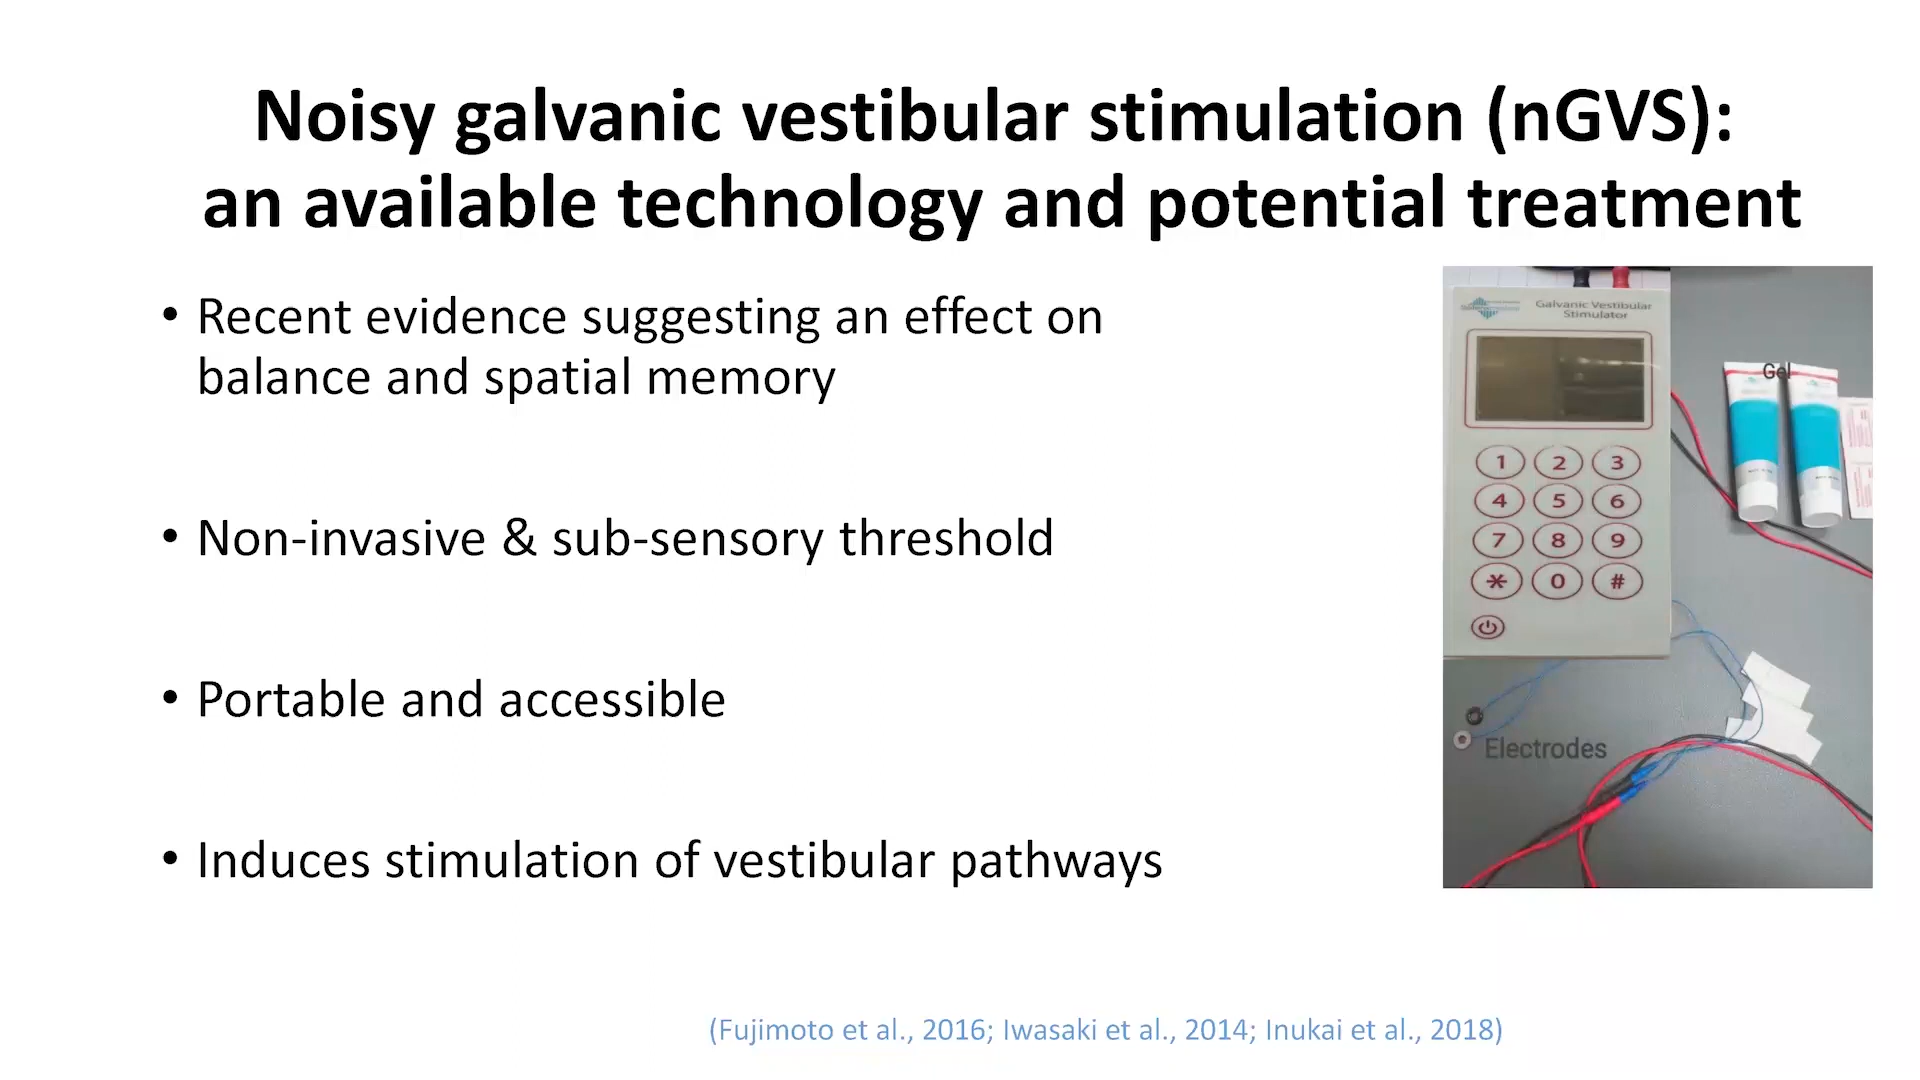 Noisy galvanic vestibular stimulation (nGVS):
an available technology and potential treatment
• Recent evidence suggesting an effect on
balance and spatial memory
• Non-invasive & sub-sensory threshold
• Portable and accessible
• Induces stimulation of vestibular pathways
Galvanic Vestibular
Stimulator
1 2 3
4 5 6
7 8 9
* 0 #
Gel
Electrodes
(Fujimoto et al., 2016; Iwasaki et al., 2014; Inukai et al., 2018)